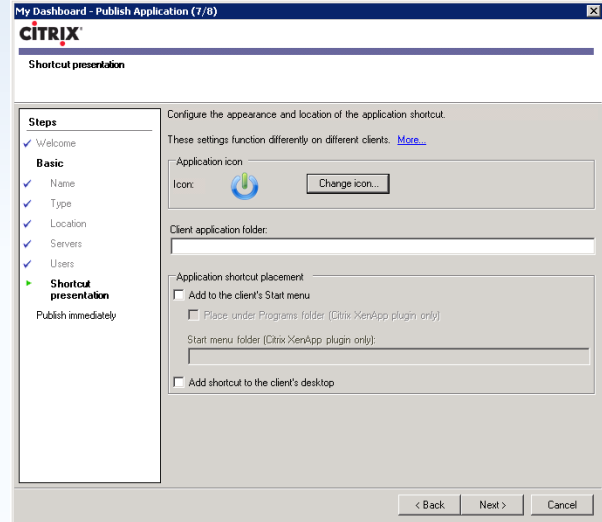 My Dashboard - Publish Application (7/8)
CİTRIX
Shortcut presentation
Steps
Welcome
Basic
Name
Type
Location
Servers
Users
Shortcut
presentation
Publish immediately
Configure the appearance and location of the application shortcut.
These settings function differently on different clients. More...
Application icon
Icon:
Change icon...
Client application folder:
Application shortcut placement
Add to the client's Start menu
Place under Programs folder (Citrix XenApp plugin only)
Start menu folder (Citrix XenApp plugin only):
Add shortcut to the client's desktop
< Back
Next >
Cancel